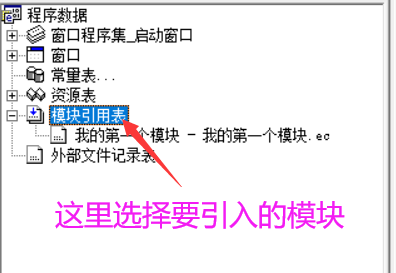 程序数据
窗口程序集_启动窗口
窗口
常量表...
资源表
模块引用表
我的第一个模块 - 我的第一个模块.ec
外部文件记录表
这里选择要引入的模块